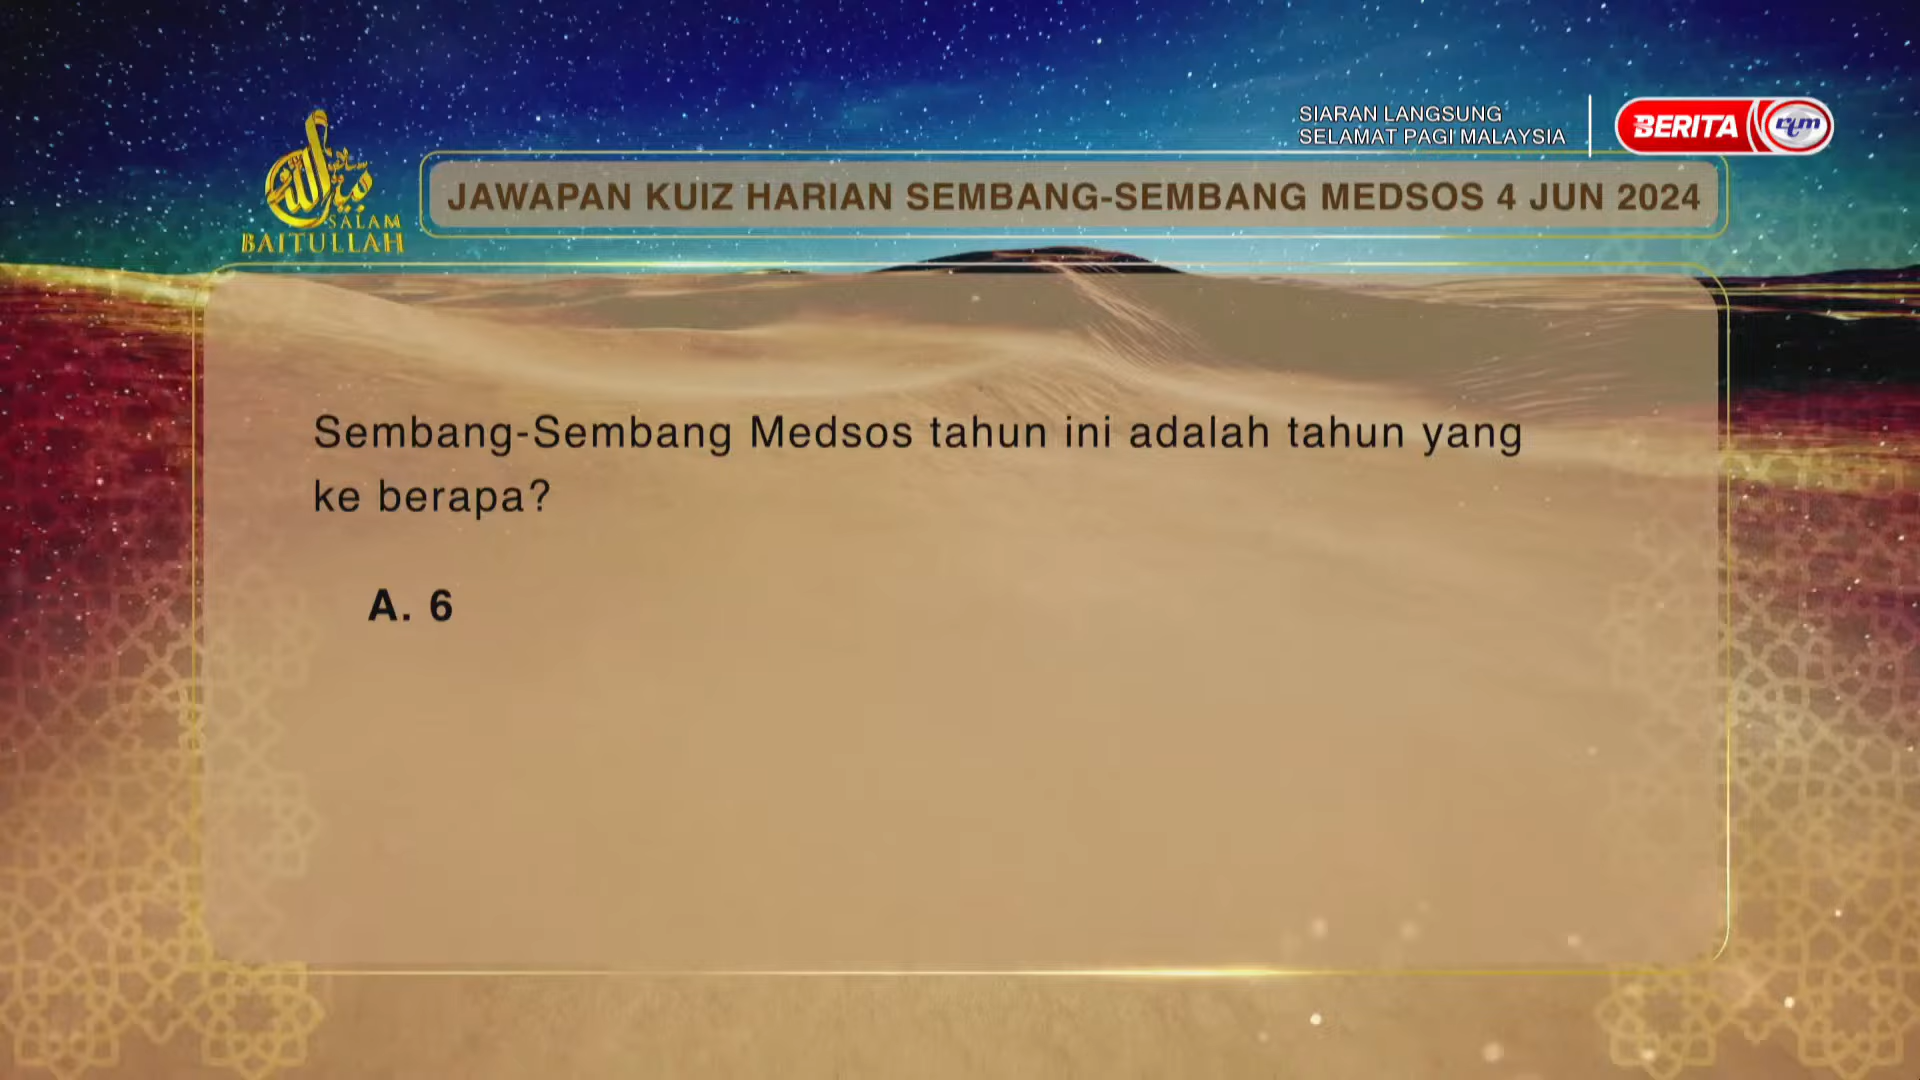 SIARAN LANGSUNG
SELAMAT PAGI MALAYSIA
BERITA rtm
SALAM
BAITULLAH
JAWAPAN KUIZ HARIAN SEMBANG-SEMBANG MEDSOS 4 JUN 2024
Sembang-Sembang Medsos tahun ini adalah tahun yang
ke berapa?
A. 6